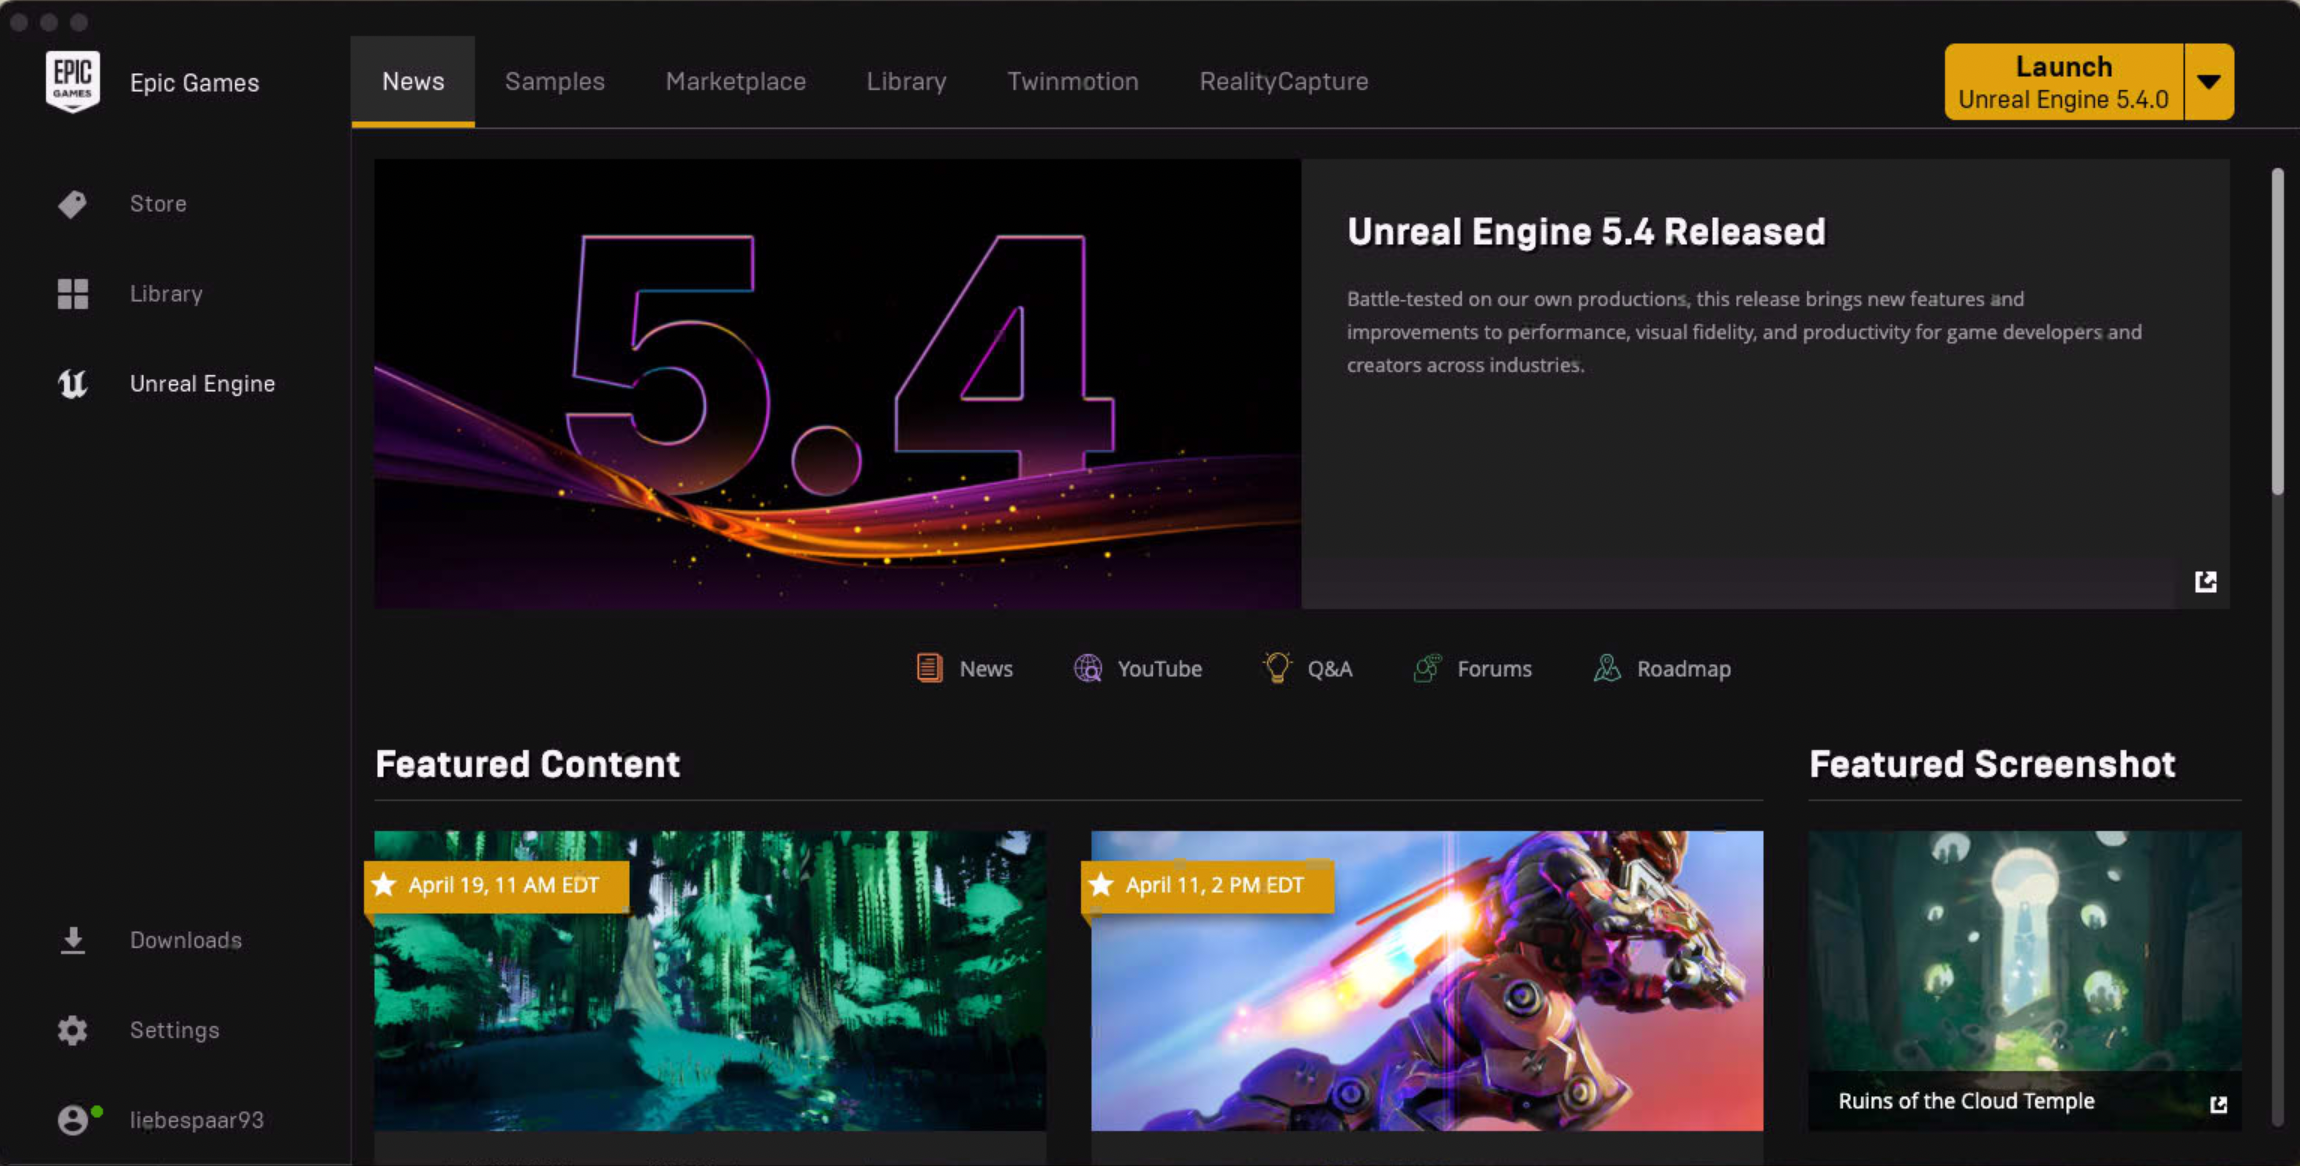 EPIC
GAMES
Epic Games
News
Samples
Marketplace
Library
Twinmotion
RealityCapture
Launch
Unreal Engine 5.4.0
Store
Library
Unreal Engine
5.4
Unreal Engine 5.4 Released
Battle-tested on our own productions, this release brings new features and
improvements to performance, visual fidelity, and productivity for game developers and
creators across industries.
News
YouTube
Q&A
Forums
Roadmap
Featured Content
Featured Screenshot
April 19, 11 AM EDT
April 11, 2 PM EDT
Ruins of the Cloud Temple
Downloads
Settings
liebespaar93